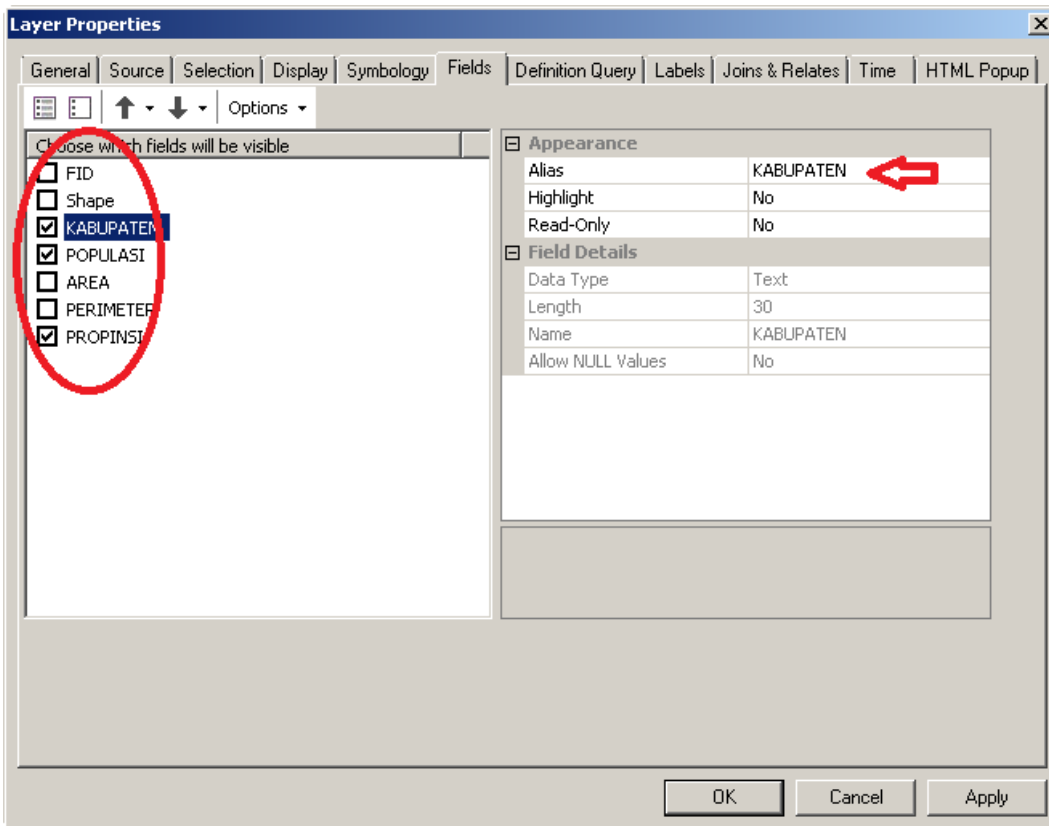 Layer Properties
General Source Selection Display Symbology Fields Definition Query Labels Joins & Relates Time HTML Popup
Options
Choose which fields will be visible
FID
Shape
KABUPATEN
POPULASI
AREA
PERIMETER
PROPINSI
Appearance
Alias KABUPATEN
Highlight No
Read-Only No
Field Details
Data Type Text
Length 30
Name KABUPATEN
Allow NULL Values No
OK Cancel Apply